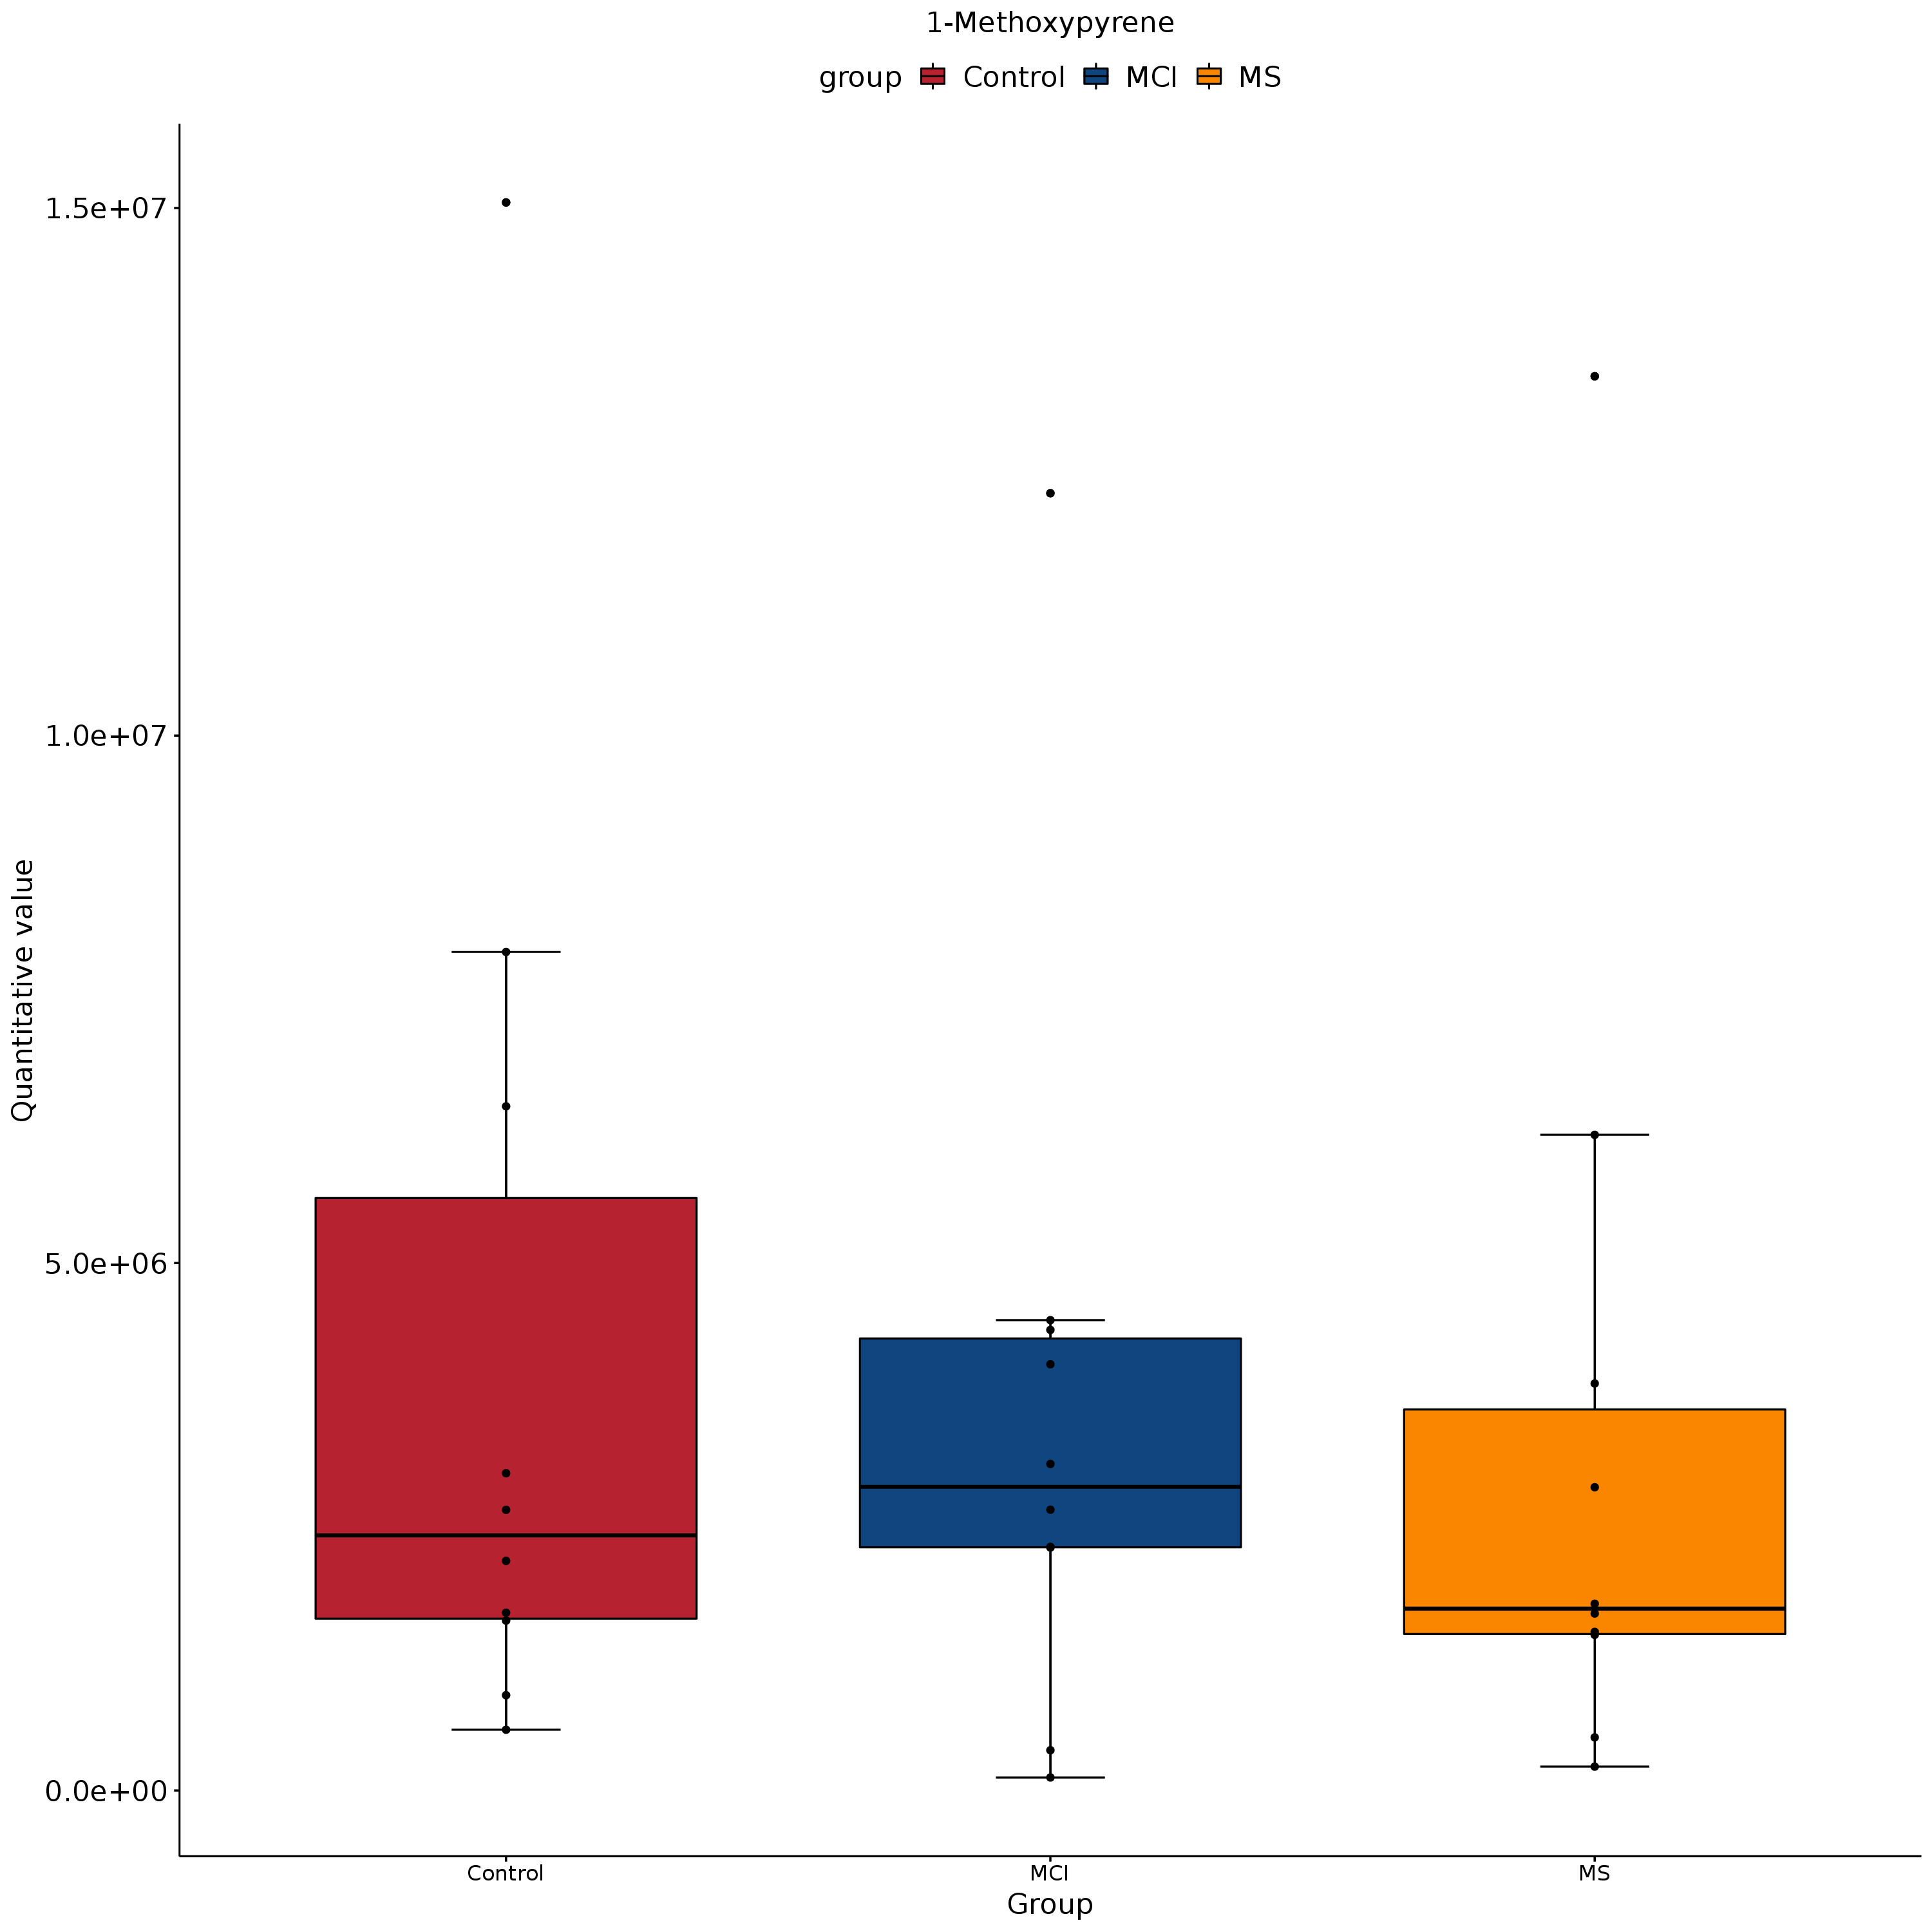 1-Methoxypyrene
group Control MCI MS
1.5e+07
1.0e+07
5.0e+06
0.0e+00
Quantitative value
Control MCI MS
Group